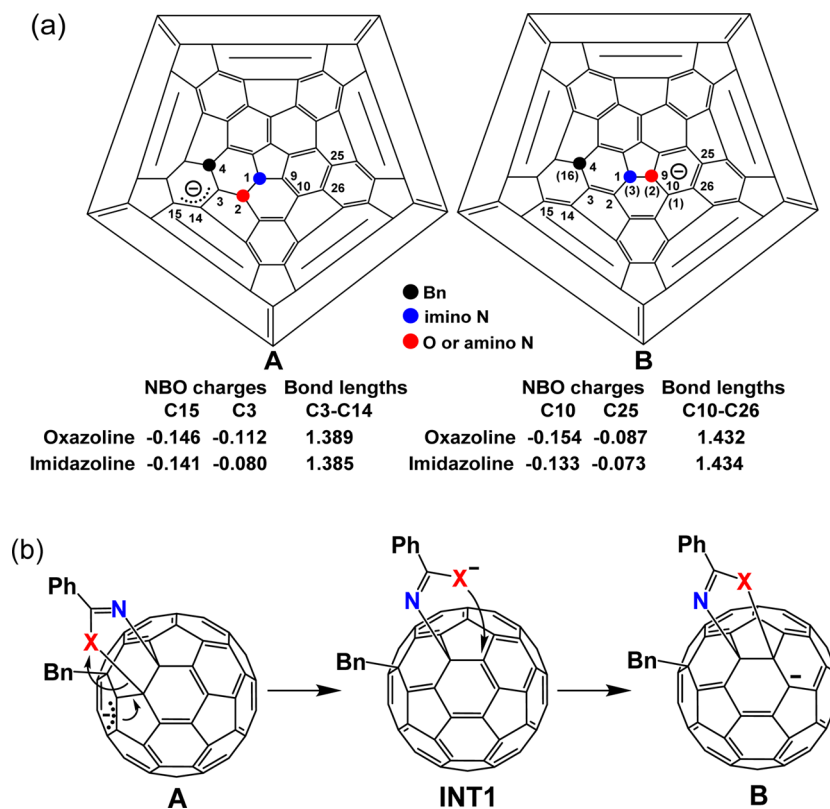 (a)
25
4
1
9
10
26
3
2
15
14
25
4
(16)
1
9
10
26
3
2
(3)
(2)
(1)
15
14
Bn
imino N
O or amino N
A
B
NBO charges Bond lengths
C15 C3 C3-C14
Oxazoline -0.146 -0.112 1.389
Imidazoline -0.141 -0.080 1.385
NBO charges Bond lengths
C10 C25 C10-C26
Oxazoline -0.154 -0.087 1.432
Imidazoline -0.133 -0.073 1.434
(b)
Ph
N
X
Bn
A
Ph
X
N
Bn
INT1
Ph
X
N
Bn
B